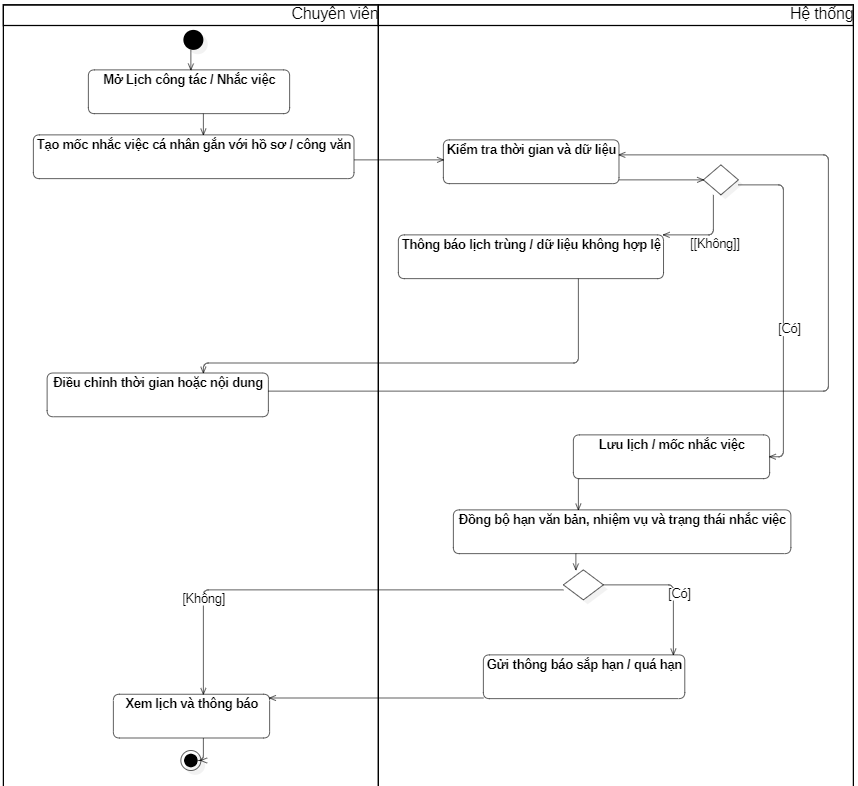 Chuyên viên
Hệ thống
Mở Lịch công tác / Nhắc việc
Tạo mốc nhắc việc cá nhân gắn với hồ sơ / công văn
Kiểm tra thời gian và dữ liệu
Thông báo lịch trùng / dữ liệu không hợp lệ
[[Không]]
[Có]
Điều chỉnh thời gian hoặc nội dung
Lưu lịch / mốc nhắc việc
Đồng bộ hạn văn bản, nhiệm vụ và trạng thái nhắc việc
[Không]
[Có]
Gửi thông báo sắp hạn / quá hạn
Xem lịch và thông báo